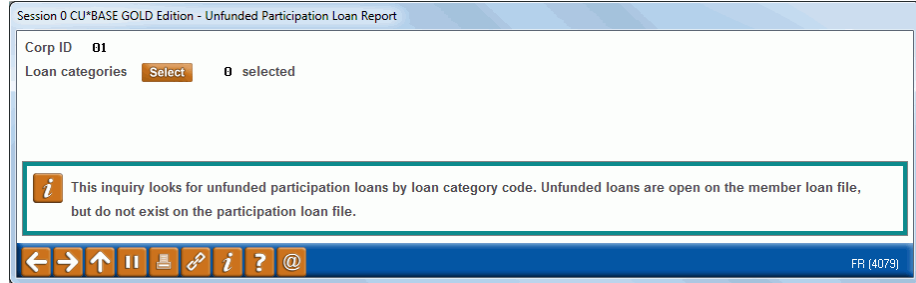 Session 0 CU*BASE GOLD Edition - Unfunded Participation Loan Report
Corp ID 01
Loan categories Select 0 selected
i This inquiry looks for unfunded participation loans by loan category code. Unfunded loans are open on the member loan file,
but do not exist on the participation loan file.
i ? @ FR (4079)